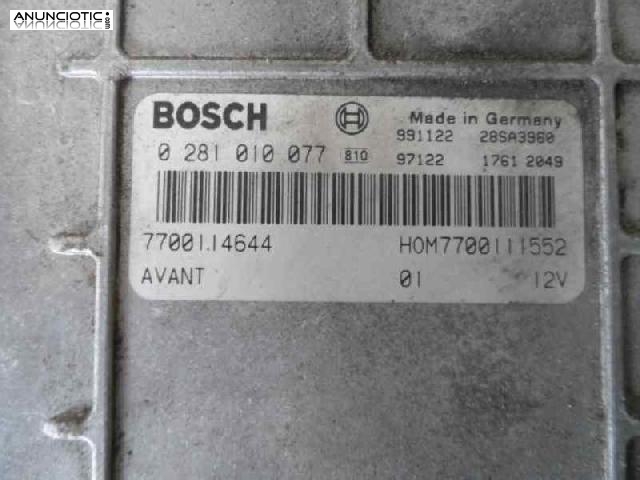 ANUNCIOTIC.com
BOSCH
Made in Germany
991122 28SA3960
0 281 010 077 810 97122 1761 2049
7700114644 HOM7700111552
AVANT 01 12V